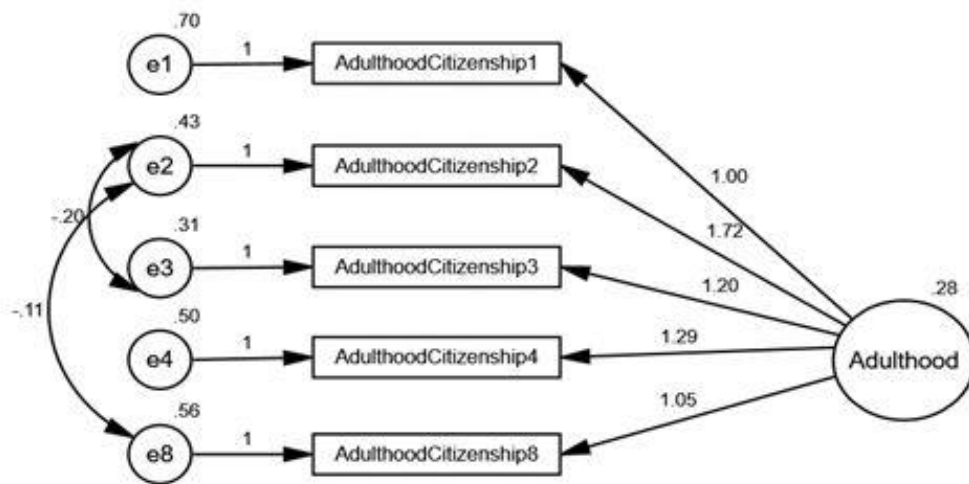 .70
e1
1
AdulthoodCitizenship1
.43
e2
1
AdulthoodCitizenship2
1.00
-.20
1.72
.31
e3
1
AdulthoodCitizenship3
1.20
.28
-.11
.50
e4
1
AdulthoodCitizenship4
1.29
Adulthood
.56
e8
1
AdulthoodCitizenship8
1.05